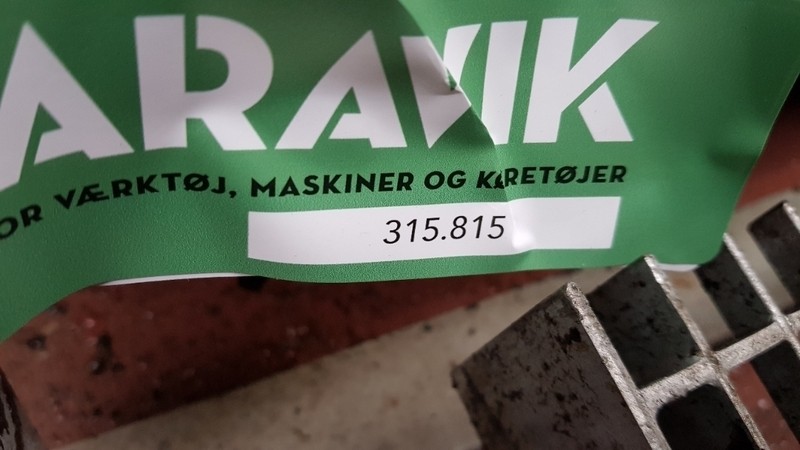 ARAVIK
OR VÆRKTØJ, MASKINER OG KØRETØJER
315.815